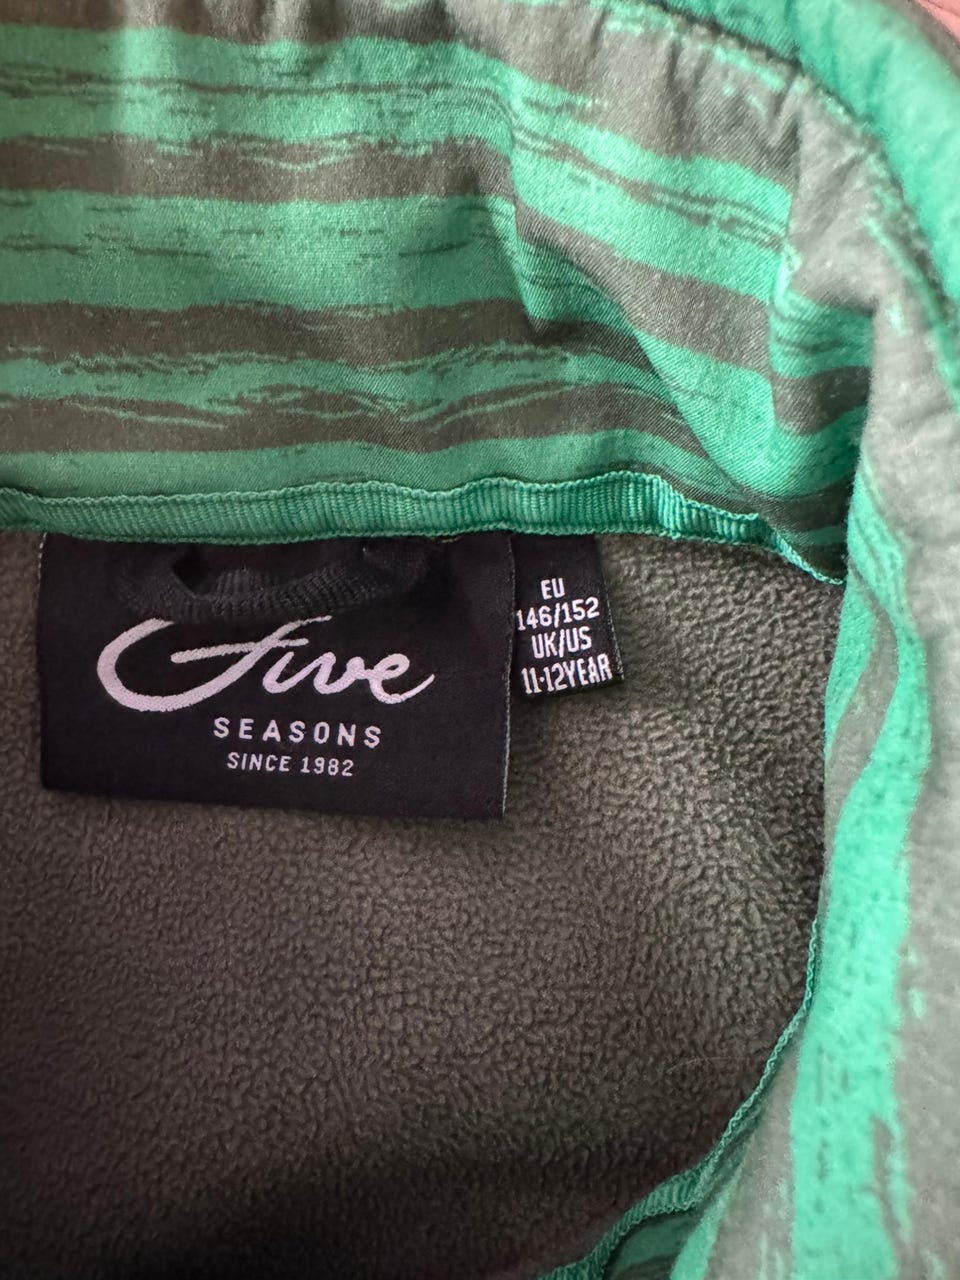 Five
SEASONS
SINCE 1982
EU
146/152
UK/US
11-12YEAR